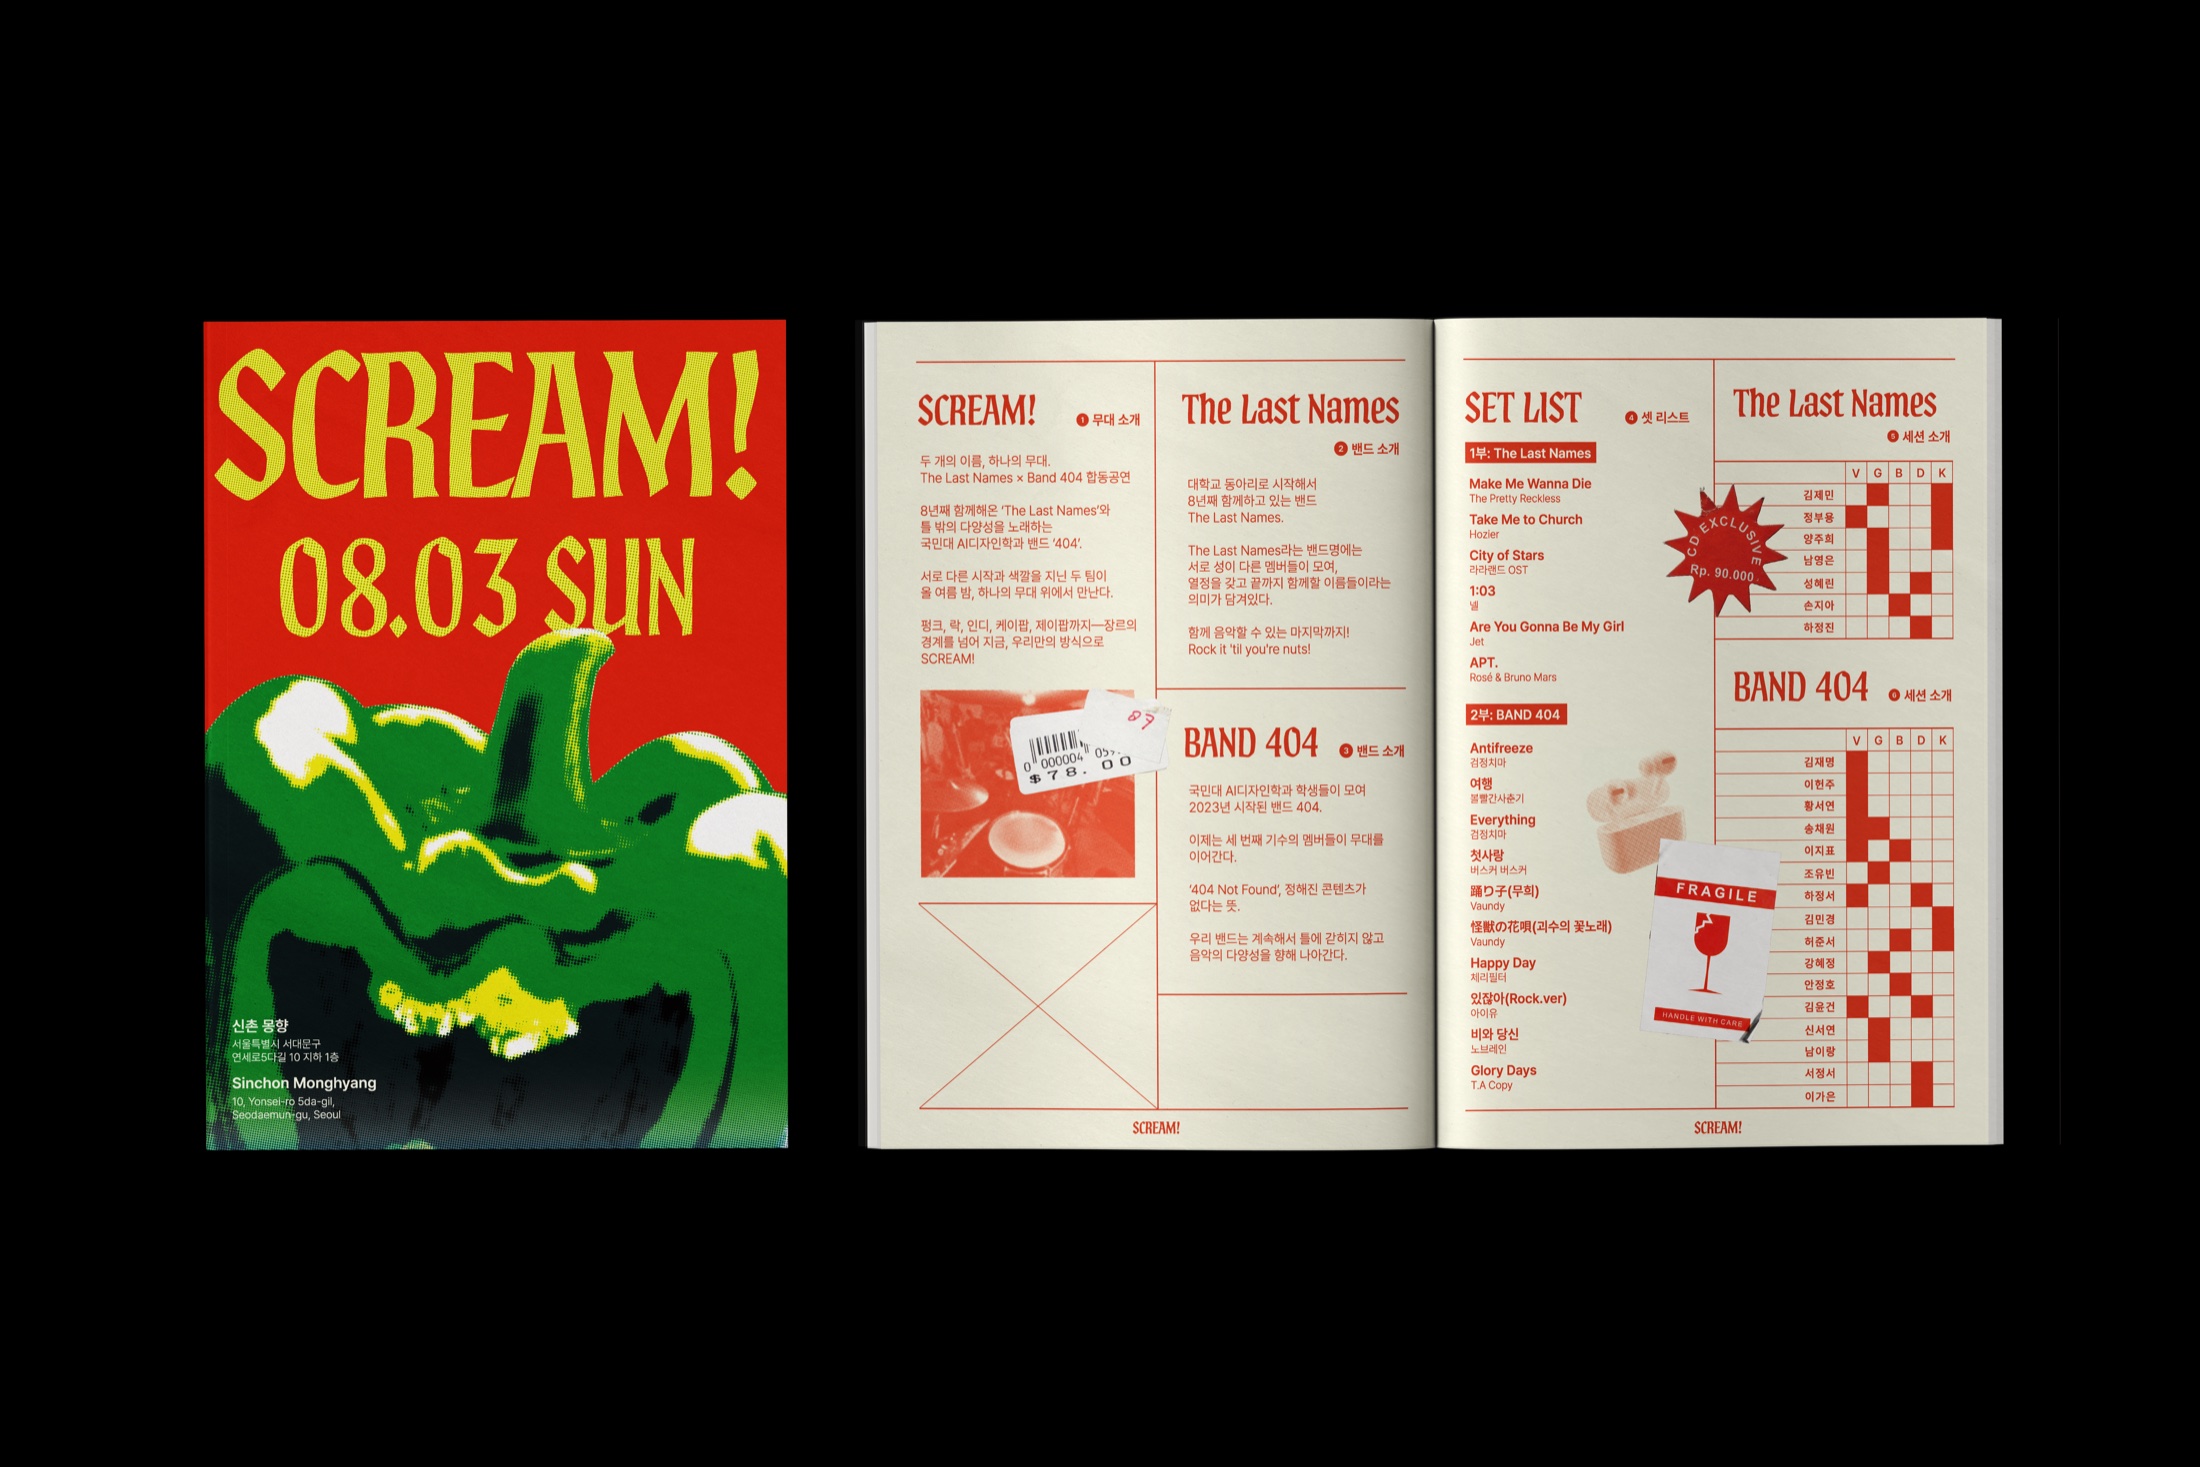 SCREAM!
08.03 SUN
신촌 몽향
서울특별시 서대문구
연세로5다길 10 지하 1층
Sinchon Monghyang
10, Yonsei-ro 5da-gil,
Seodaemun-gu, Seoul
SCREAM!
1 무대 소개
두 개의 이름, 하나의 무대.
The Last Names × Band 404 합동공연
8년째 함께해온 ‘The Last Names’와
틀 밖의 다양성을 노래하는
국민대 AI디자인학과 밴드 ‘404’.
서로 다른 시작과 색깔을 지닌 두 팀이
올 여름 밤, 하나의 무대 위에서 만난다.
펑크, 락, 인디, 케이팝, 제이팝까지—장르의
경계를 넘어 지금, 우리만의 방식으로
SCREAM!
87
0 000004 059
$78.00
The Last Names
2 밴드 소개
대학교 동아리로 시작해서
8년째 함께하고 있는 밴드
The Last Names.
The Last Names라는 밴드명에는
서로 성이 다른 멤버들이 모여,
열정을 갖고 끝까지 함께할 이름들이라는
의미가 담겨있다.
함께 음악할 수 있는 마지막까지!
Rock it 'til you're nuts!
BAND 404
3 밴드 소개
국민대 AI디자인학과 학생들이 모여
2023년 시작된 밴드 404.
이제는 세 번째 기수의 멤버들이 무대를
이어간다.
‘404 Not Found’, 정해진 콘텐츠가
없다는 뜻.
우리 밴드는 계속해서 틀에 갇히지 않고
음악의 다양성을 향해 나아간다.
SCREAM!
SET LIST
4 셋 리스트
1부: The Last Names
Make Me Wanna Die
The Pretty Reckless
Take Me to Church
Hozier
City of Stars
라라랜드 OST
1:03
넬
Are You Gonna Be My Girl
Jet
APT.
Rosé & Bruno Mars
2부: BAND 404
Antifreeze
검정치마
여행
볼빨간사춘기
Everything
검정치마
첫사랑
버스커 버스커
踊り子(무희)
Vaundy
怪獣の花唄(괴수의 꽃노래)
Vaundy
Happy Day
체리필터
있잖아(Rock.ver)
아이유
비와 당신
노브레인
Glory Days
T.A Copy
CD EXCLUSIVE
Rp. 90.000
FRAGILE
HANDLE WITH CARE
The Last Names
5 세션 소개
V G B D K
김제민
정부용
양주희
남영은
성혜린
손지아
하정진
BAND 404
6 세션 소개
V G B D K
김재명
이헌주
황서연
송채원
이지표
조유빈
하정서
김민경
허준서
강혜정
안정호
김윤건
신서연
남이랑
서정서
이가은
SCREAM!